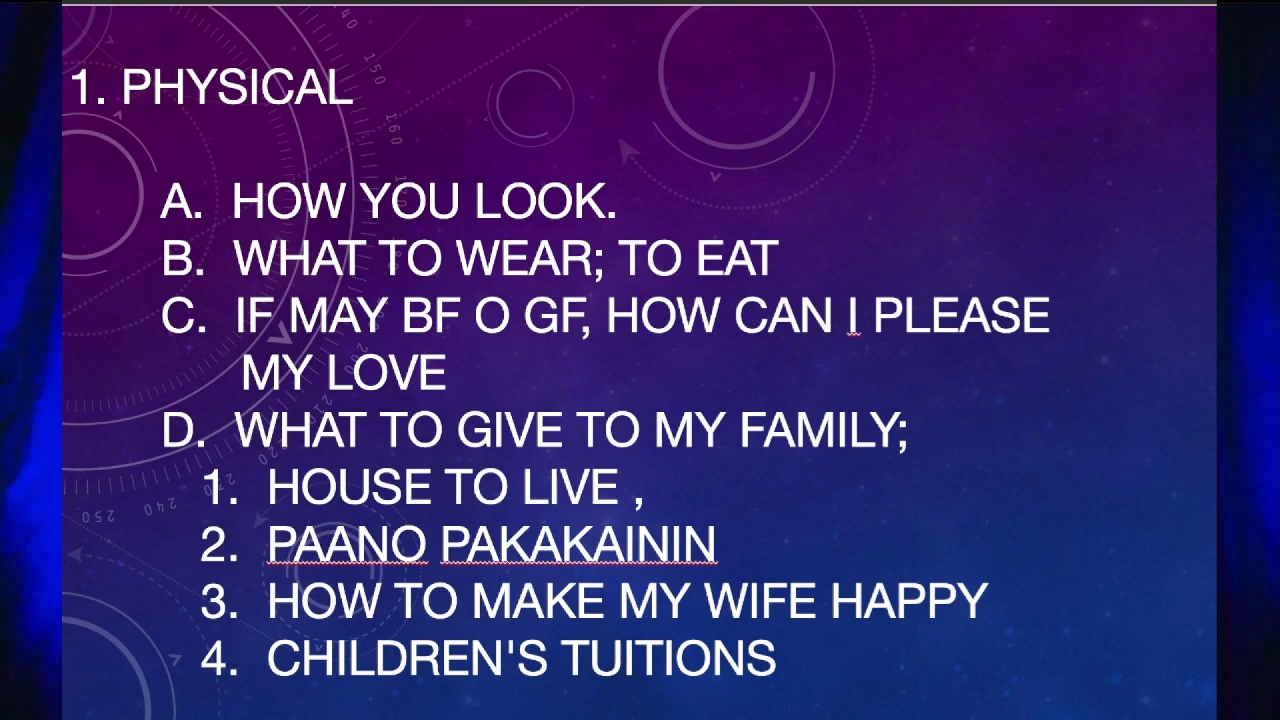 1. PHYSICAL
A. HOW YOU LOOK.
B. WHAT TO WEAR; TO EAT
C. IF MAY BF O GF, HOW CAN I PLEASE
MY LOVE
D. WHAT TO GIVE TO MY FAMILY;
1. HOUSE TO LIVE ,
2. PAANO PAKAKAININ
3. HOW TO MAKE MY WIFE HAPPY
4. CHILDREN'S TUITIONS